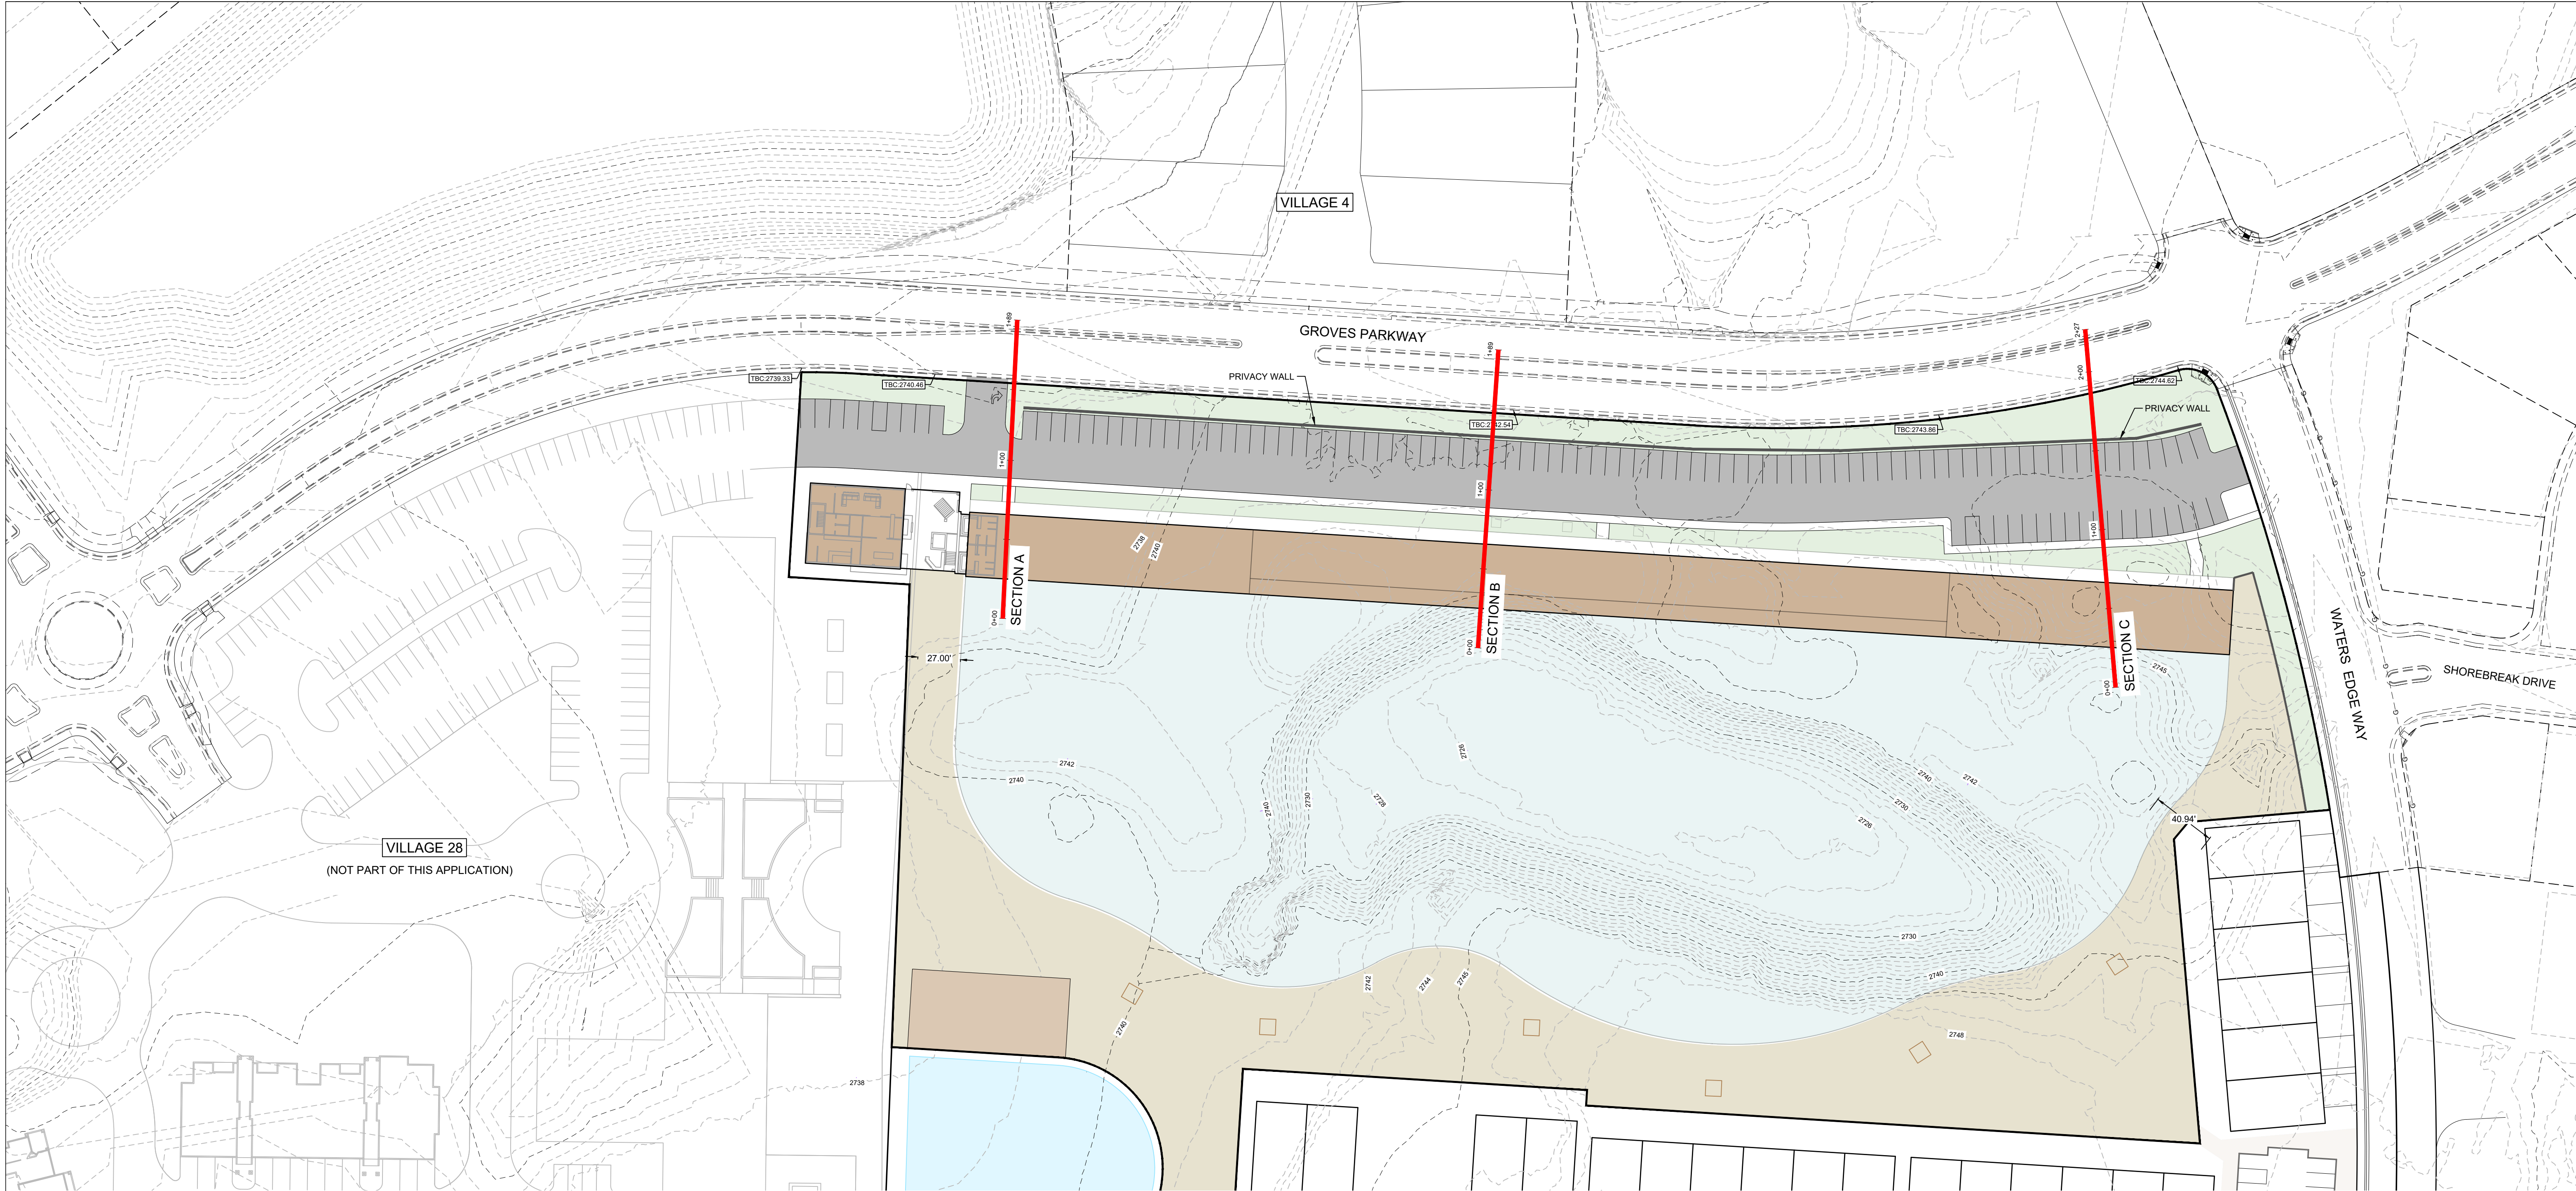 VILLAGE 4
1+89
GROVES PARKWAY
2+27
1+89
2+00
PRIVACY WALL
TBC:2739.33
TBC:2740.46
TBC:2744.62
PRIVACY WALL
TBC:2743.86
1+00
1+00
1+00
2738
2740
SECTION A
0+00
SECTION B
0+00
SECTION C
0+00
2745
WATERS EDGE WAY
SHOREBREAK DRIVE
27.00'
2742
2740
2726
2740
2742
2740
2730
2728
2730
2726
40.94'
VILLAGE 28
(NOT PART OF THIS APPLICATION)
2730
2740
2742
2744
2745
2740
2748
2738